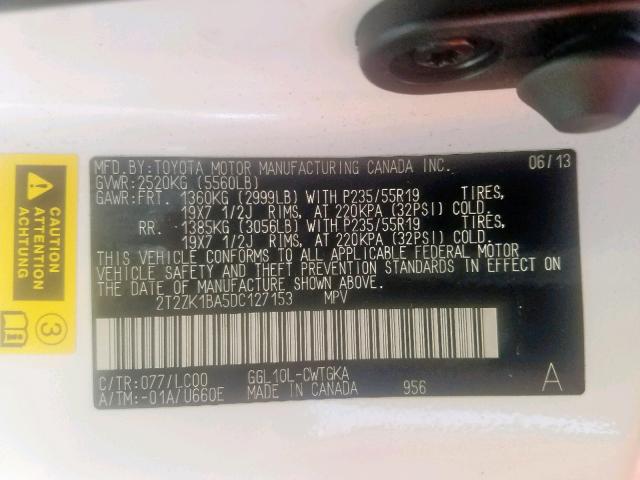 MFD.BY:TOYOTA MOTOR MANUFACTURING CANADA INC. 06/13
GVWR:2520KG (5560LB)
GAWR:FRT. 1360KG (2999LB) WITH P235/55R19 TIRES,
19X7 1/2J RIMS, AT 220KPA (32PSI) COLD.
RR. 1385KG (3056LB) WITH P235/55R19 TIRES,
19X7 1/2J RIMS, AT 220KPA (32PSI) COLD.
THIS VEHICLE CONFORMS TO ALL APPLICABLE FEDERAL MOTOR
VEHICLE SAFETY AND THEFT PREVENTION STANDARDS IN EFFECT ON
THE DATE OF MANUFACTURE SHOWN ABOVE.
2T2ZK1BA5DC127153 MPV
C/TR:077/LC00 GGL10L-CWTGKA
A/TM:-01A/U660E MADE IN CANADA 956 A
CAUTION
ATTENTION
ACHTUNG
3